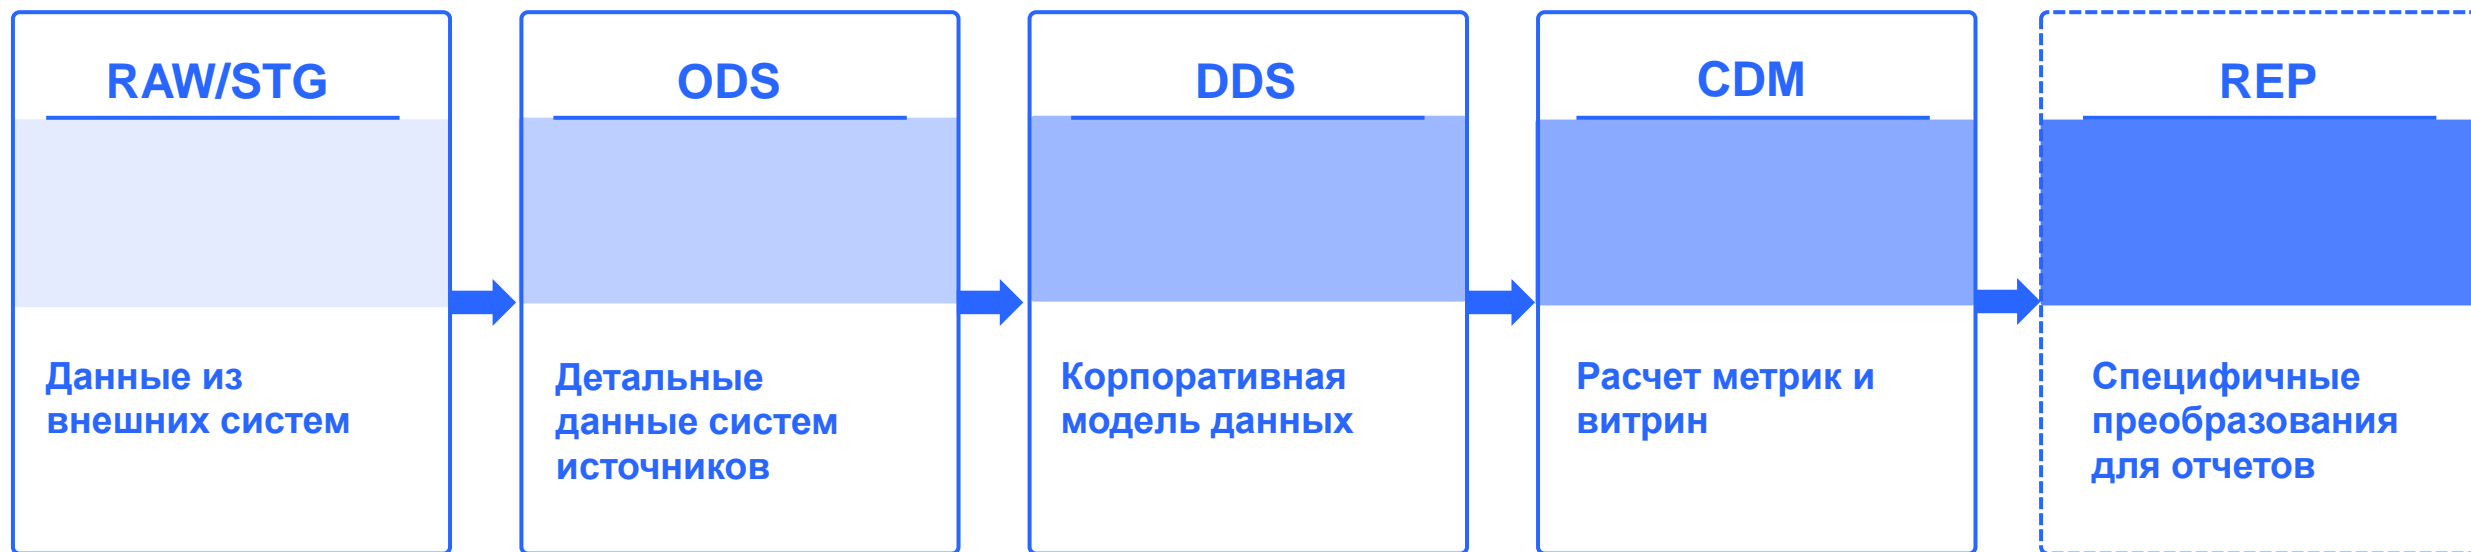 RAW/STG
Данные из
внешних систем
ODS
Детальные
данные систем
источников
DDS
Корпоративная
модель данных
CDM
Расчет метрик и
витрин
REP
Специфичные
преобразования
для отчетов